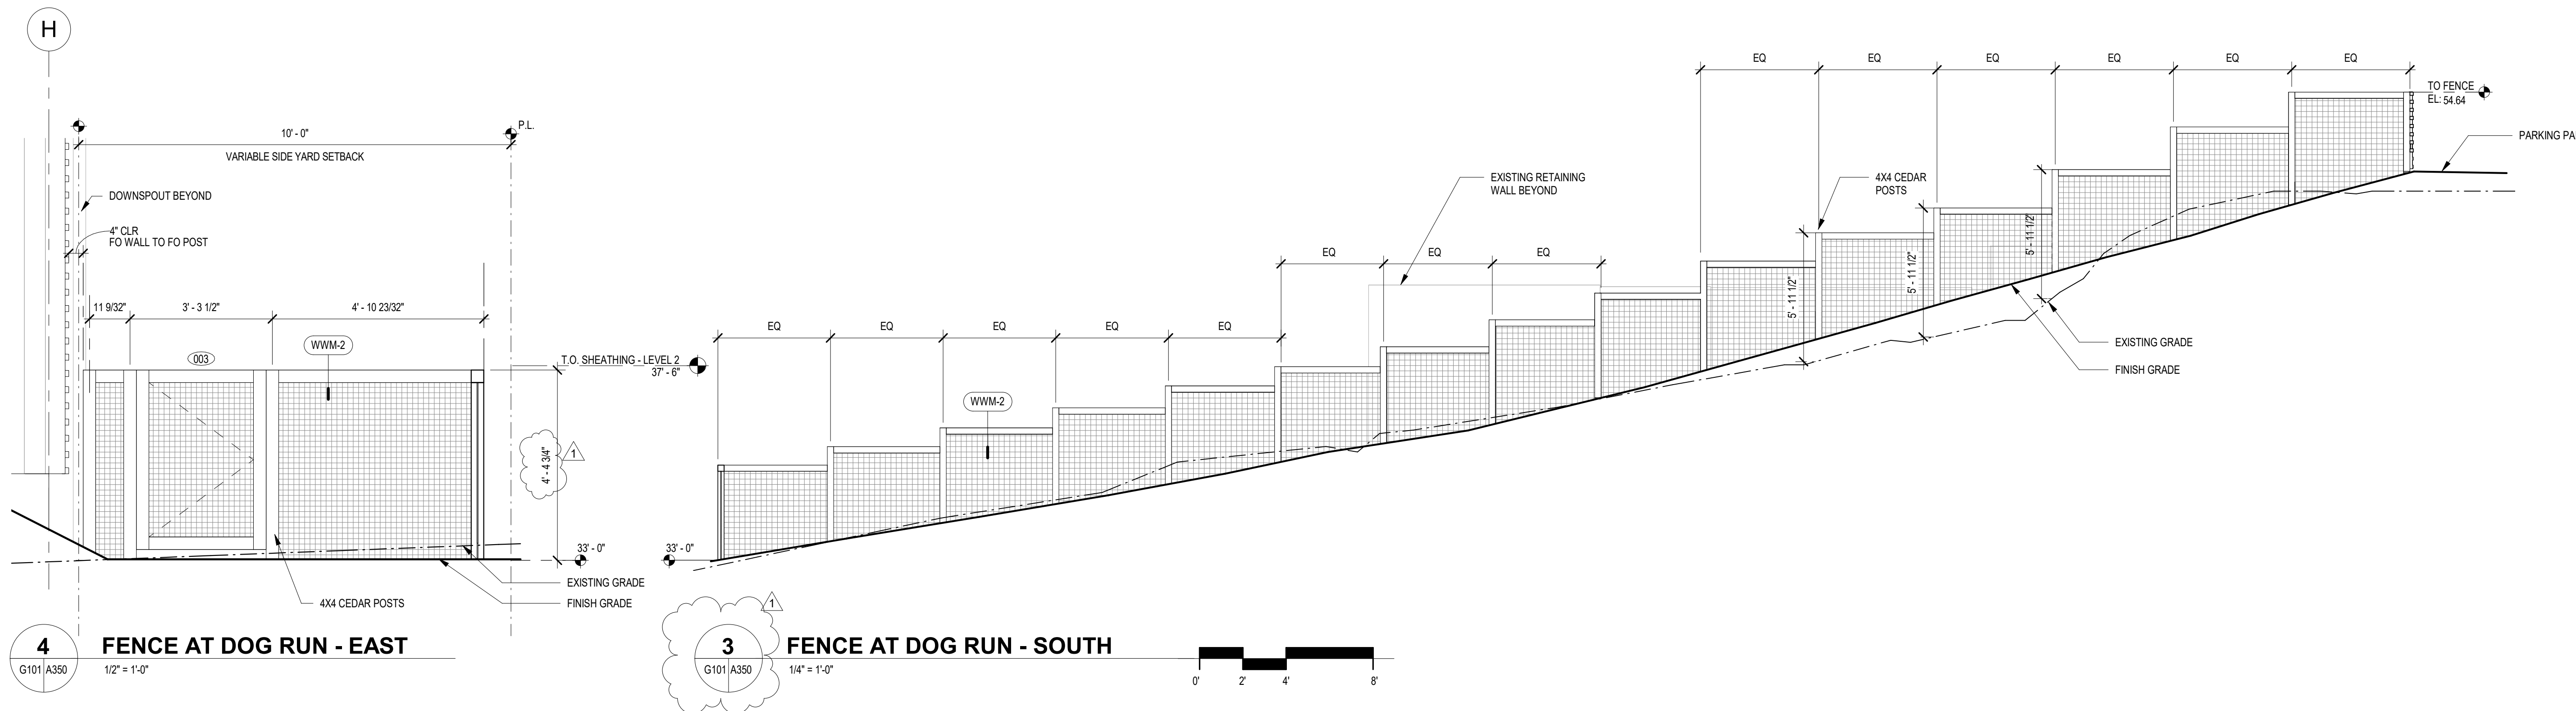 H
10' - 0"
VARIABLE SIDE YARD SETBACK
P.L.
DOWNSPOUT BEYOND
4" CLR
FO WALL TO FO POST
11 9/32"
3' - 3 1/2"
4' - 10 23/32"
003
WWM-2
T.O. SHEATHING - LEVEL 2
37' - 6"
4' - 4 3/4"
1
33' - 0"
EXISTING GRADE
FINISH GRADE
4X4 CEDAR POSTS
4
G101 A350
FENCE AT DOG RUN - EAST
1/2" = 1'-0"
EQ
EQ
EQ
EQ
EQ
EQ
EQ
EQ
EQ
EQ
EQ
EQ
EQ
EQ
TO FENCE
EL: 54.64
PARKING PA
EXISTING RETAINING
WALL BEYOND
4X4 CEDAR
POSTS
5' - 11 1/2"
5' - 11 1/2"
5' - 11 1/2"
WWM-2
EXISTING GRADE
FINISH GRADE
33' - 0"
1
3
G101 A350
FENCE AT DOG RUN - SOUTH
1/4" = 1'-0"
0' 2' 4' 8'